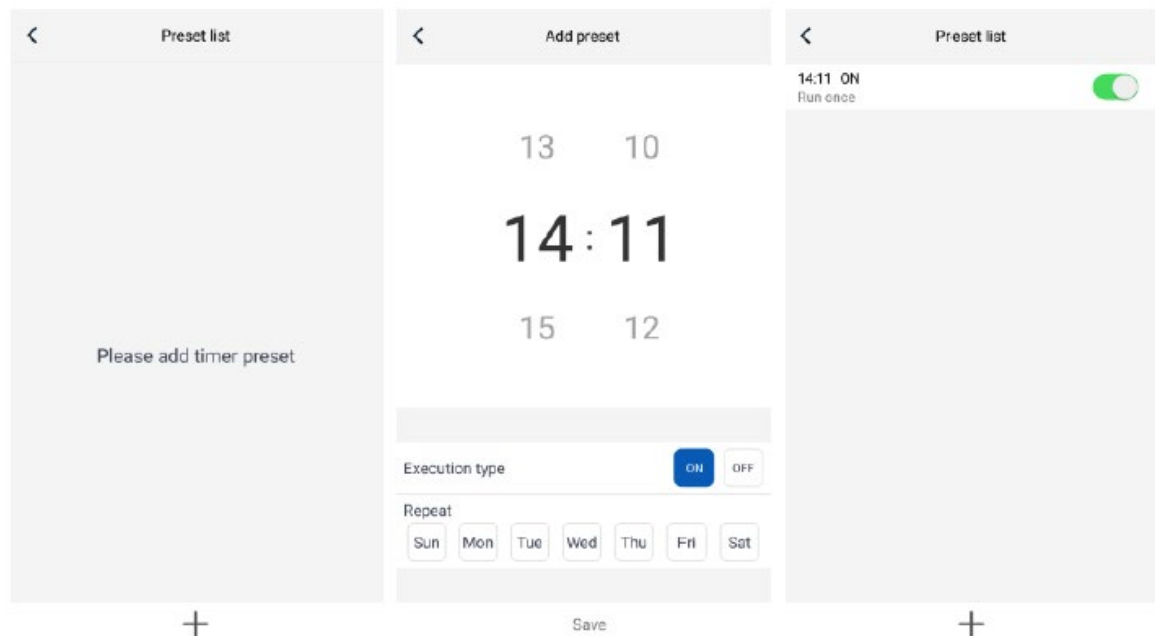 Preset list
Please add timer preset
+
Add preset
13 10
14 : 11
15 12
Execution type ON OFF
Repeat
Sun Mon Tue Wed Thu Fri Sat
Save
Preset list
14:11 ON
Run once
+